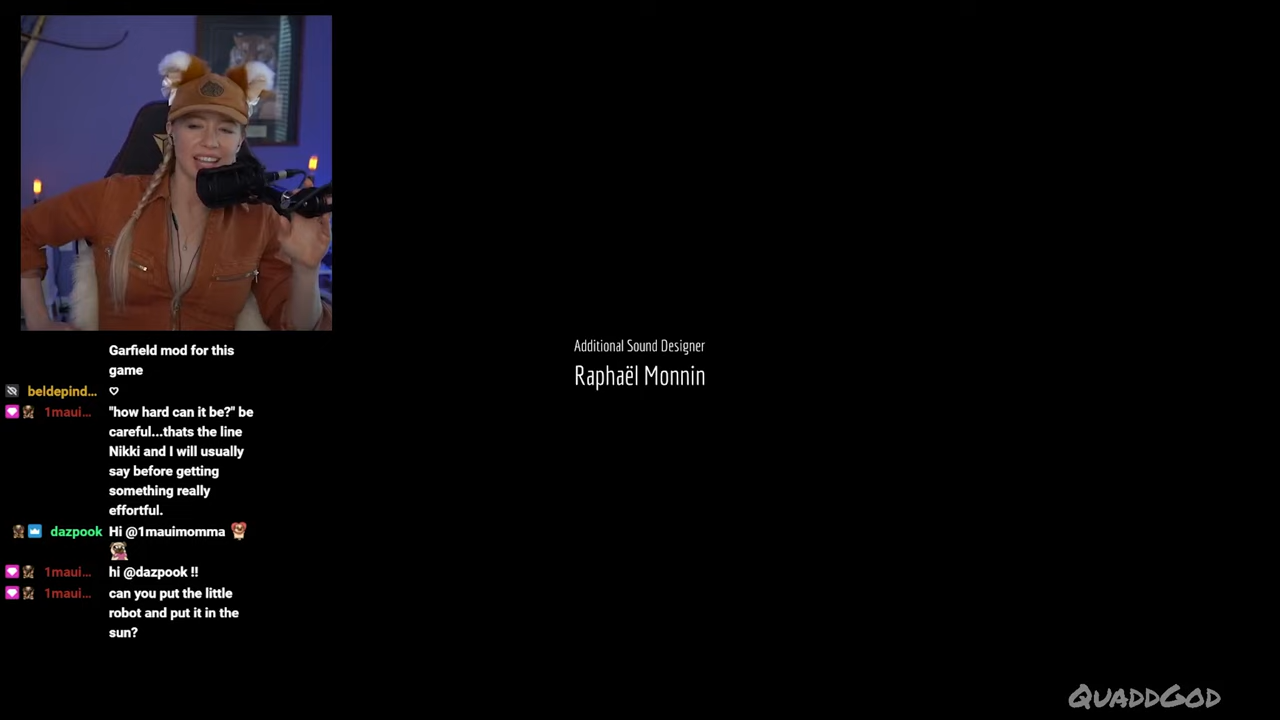 Garfield mod for this
game
beldepind... ♡
1maui... "how hard can it be?" be
careful...thats the line
Nikki and I will usually
say before getting
something really
effortful.
dazpook Hi @1mauimomma
1maui... hi @dazpook !!
1maui... can you put the little
robot and put it in the
sun?
Additional Sound Designer
Raphaël Monnin
QuaddGod